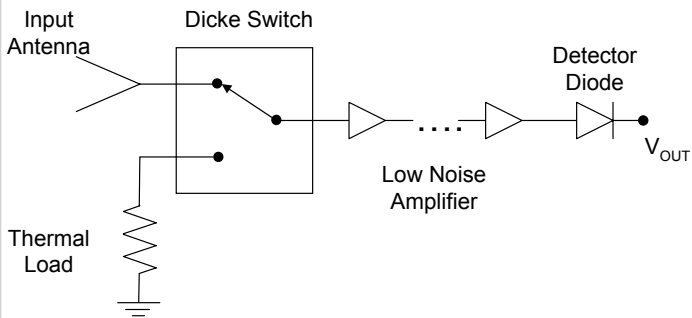 Input
Antenna
Dicke Switch
Detector
Diode
V_OUT
Low Noise
Amplifier
Thermal
Load